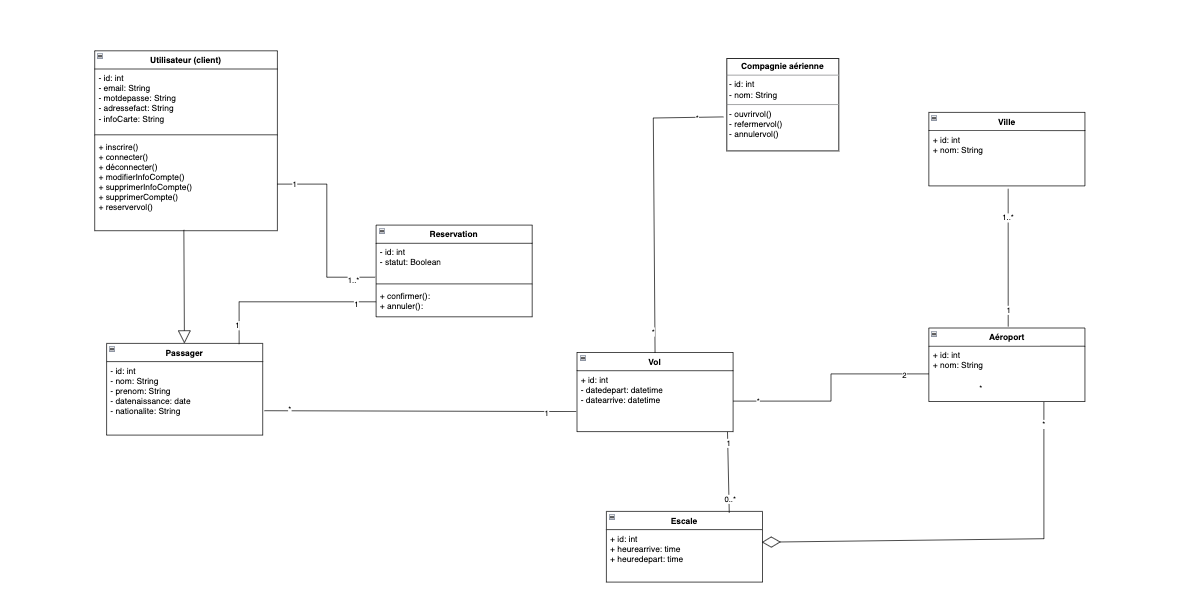 Utilisateur (client)
- id: int
- email: String
- motdepasse: String
- adressefact: String
- infoCarte: String
+ inscrire()
+ connecter()
+ déconnecter()
+ modifierInfoCompte()
+ supprimerInfoCompte()
+ supprimerCompte()
+ reservervol()
1
1..*
Reservation
- id: int
- statut: Boolean
+ confirmer():
+ annuler():
1
1
Passager
- id: int
- nom: String
- prenom: String
- datenaissance: date
- nationalite: String
*
1
Compagnie aérienne
- id: int
- nom: String
- ouvrirvol()
- refermervol()
- annulervol()
*
*
Vol
+ id: int
- datedepart: datetime
- datearrive: datetime
*
2
1
0..*
Ville
+ id: int
+ nom: String
1..*
1
Aéroport
+ id: int
+ nom: String
*
*
Escale
+ id: int
+ heurearrive: time
+ heuredepart: time